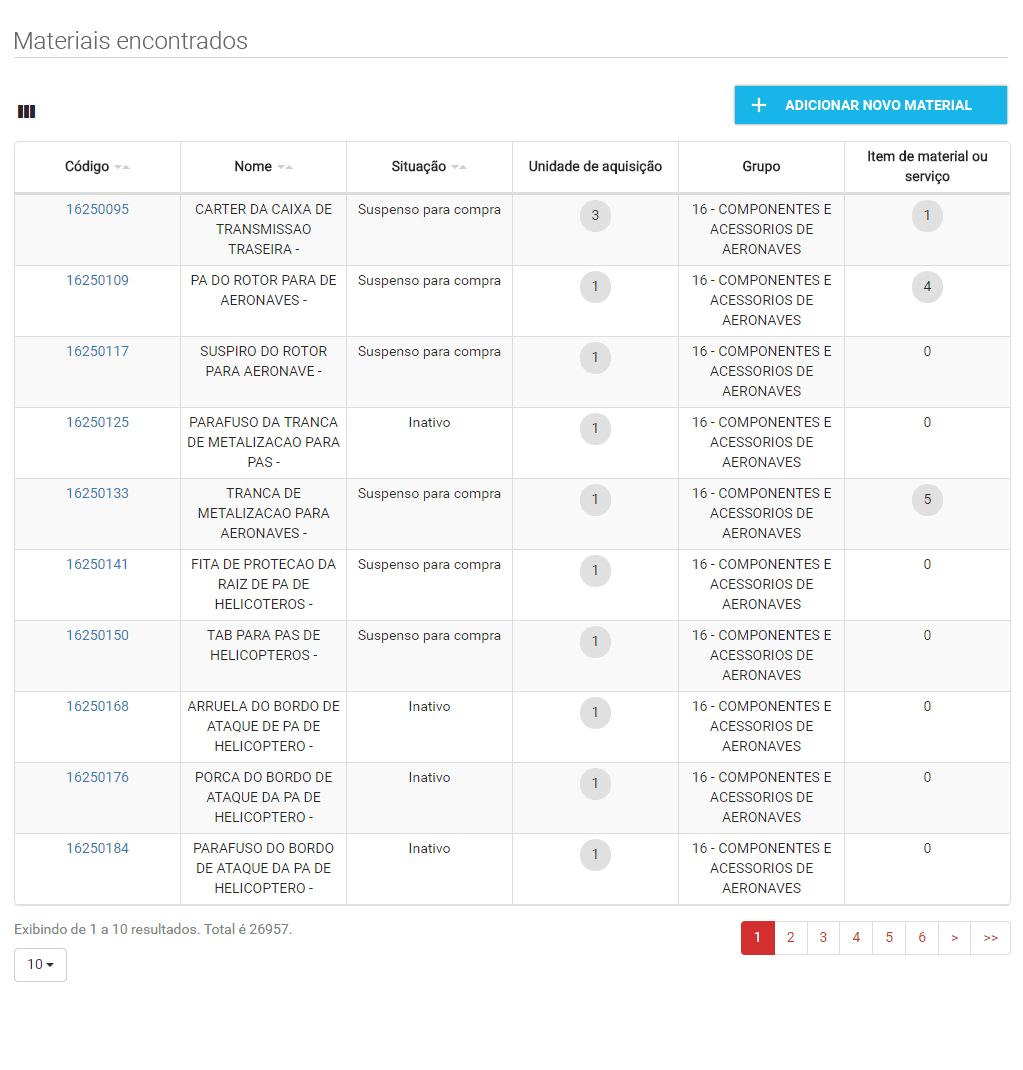 Materiais encontrados
ADICIONAR NOVO MATERIAL
Código Nome Situação Unidade de aquisição Grupo Item de material ou
serviço
16250095 CARTER DA CAIXA DE Suspenso para compra 3 16 - COMPONENTES E 1
TRANSMISSAO ACESSORIOS DE
TRASEIRA - AERONAVES
16250109 PA DO ROTOR PARA DE Suspenso para compra 1 16 - COMPONENTES E 4
AERONAVES - ACESSORIOS DE
AERONAVES
16250117 SUSPIRO DO ROTOR Suspenso para compra 1 16 - COMPONENTES E 0
PARA AERONAVE - ACESSORIOS DE
AERONAVES
16250125 PARAFUSO DA TRANCA Inativo 1 16 - COMPONENTES E 0
DE METALIZACAO PARA ACESSORIOS DE
PAS - AERONAVES
16250133 TRANCA DE Suspenso para compra 1 16 - COMPONENTES E 5
METALIZACAO PARA ACESSORIOS DE
AERONAVES - AERONAVES
16250141 FITA DE PROTECAO DA Suspenso para compra 1 16 - COMPONENTES E 0
RAIZ DE PA DE ACESSORIOS DE
HELICOTEROS - AERONAVES
16250150 TAB PARA PAS DE Suspenso para compra 1 16 - COMPONENTES E 0
HELICOPTEROS - ACESSORIOS DE
AERONAVES
16250168 ARRUELA DO BORDO DE Inativo 1 16 - COMPONENTES E 0
ATAQUE DE PA DE ACESSORIOS DE
HELICOPTERO - AERONAVES
16250176 PORCA DO BORDO DE Inativo 1 16 - COMPONENTES E 0
ATAQUE DA PA DE ACESSORIOS DE
HELICOPTERO - AERONAVES
16250184 PARAFUSO DO BORDO Inativo 1 16 - COMPONENTES E 0
DE ATAQUE DA PA DE ACESSORIOS DE
HELICOPTERO - AERONAVES
Exibindo de 1 a 10 resultados. Total é 26957.
1 2 3 4 5 6 > >>
10